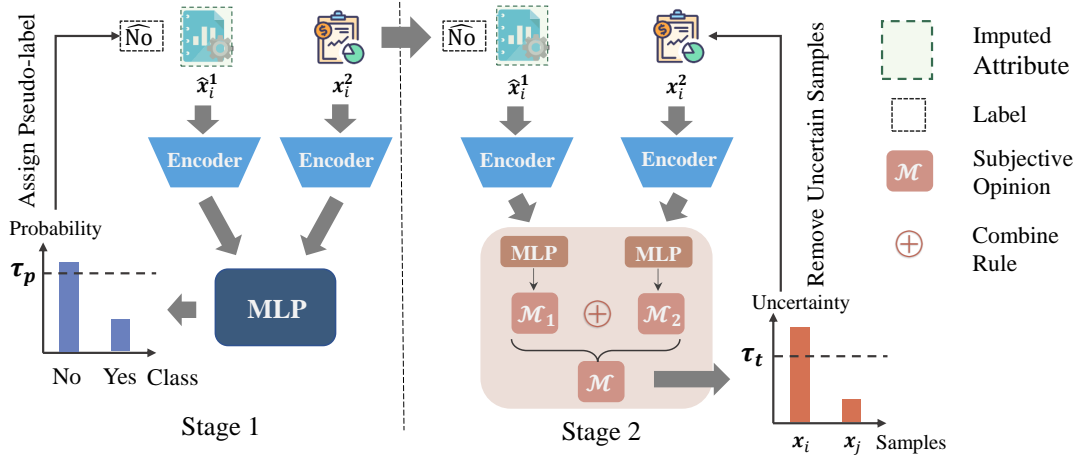 Assign Pseudo-label
N̂o
x̂ᵢ¹
xᵢ²
Encoder
Encoder
Probability
τₚ
MLP
No
Yes
Class
Stage 1
N̂o
x̂ᵢ¹
xᵢ²
Encoder
Encoder
MLP
MLP
ℳ₁
⊕
ℳ₂
ℳ
Stage 2
Remove Uncertain Samples
Uncertainty
τₜ
xᵢ
xⱼ
Samples
Imputed
Attribute
Label
ℳ
Subjective
Opinion
⊕
Combine
Rule